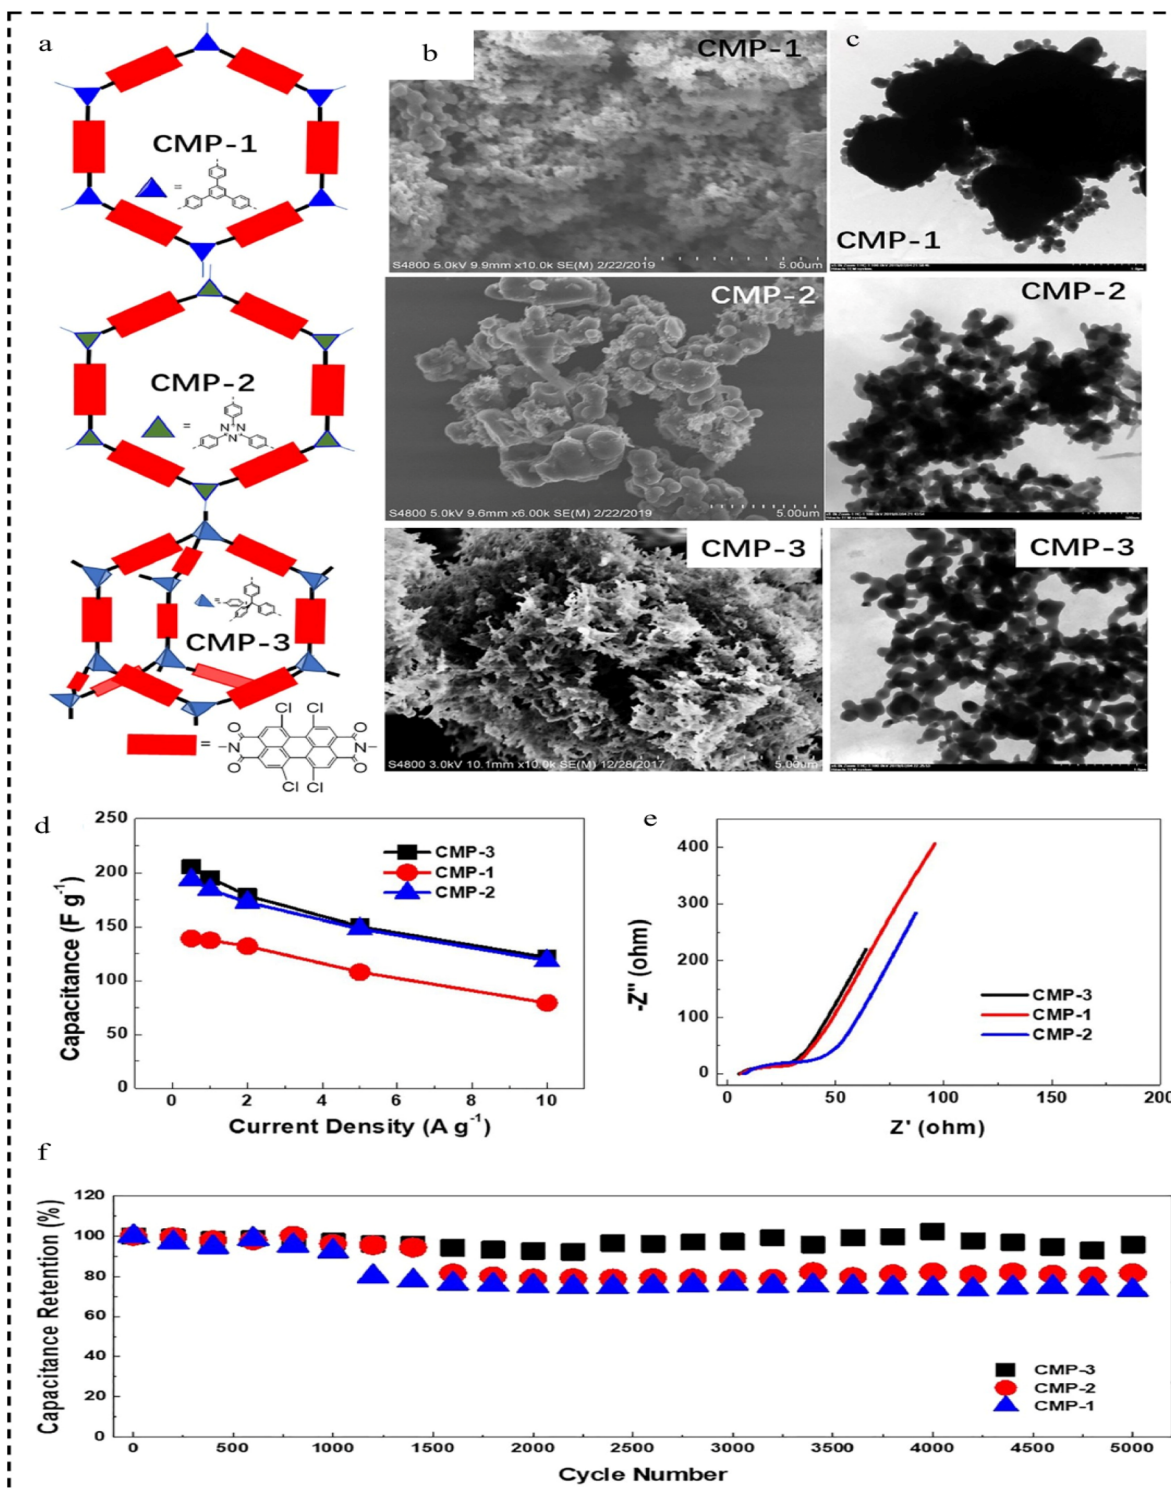 a
CMP-1
=
CMP-2
=
N
N
N
CMP-3
=
Cl
Cl
O
O
N
N
O
O
Cl
Cl
b
CMP-1
S4800 5.0kV 9.9mm x10.0k SE(M) 2/22/2019
5.00um
CMP-2
S4800 5.0kV 9.6mm x6.00k SE(M) 2/22/2019
5.00um
CMP-3
S4800 3.0kV 10.1mm x10.0k SE(M) 12/28/2017
5.00um
c
CMP-1
CMP-2
CMP-3
d
250
200
150
100
50
0
Capacitance (F g⁻¹)
CMP-3
CMP-1
CMP-2
0
2
4
6
8
10
Current Density (A g⁻¹)
e
400
300
200
100
0
-Z'' (ohm)
CMP-3
CMP-1
CMP-2
0
50
100
150
200
Z' (ohm)
f
120
100
80
60
40
20
0
Capacitance Retention (%)
CMP-3
CMP-2
CMP-1
0
500
1000
1500
2000
2500
3000
3500
4000
4500
5000
Cycle Number